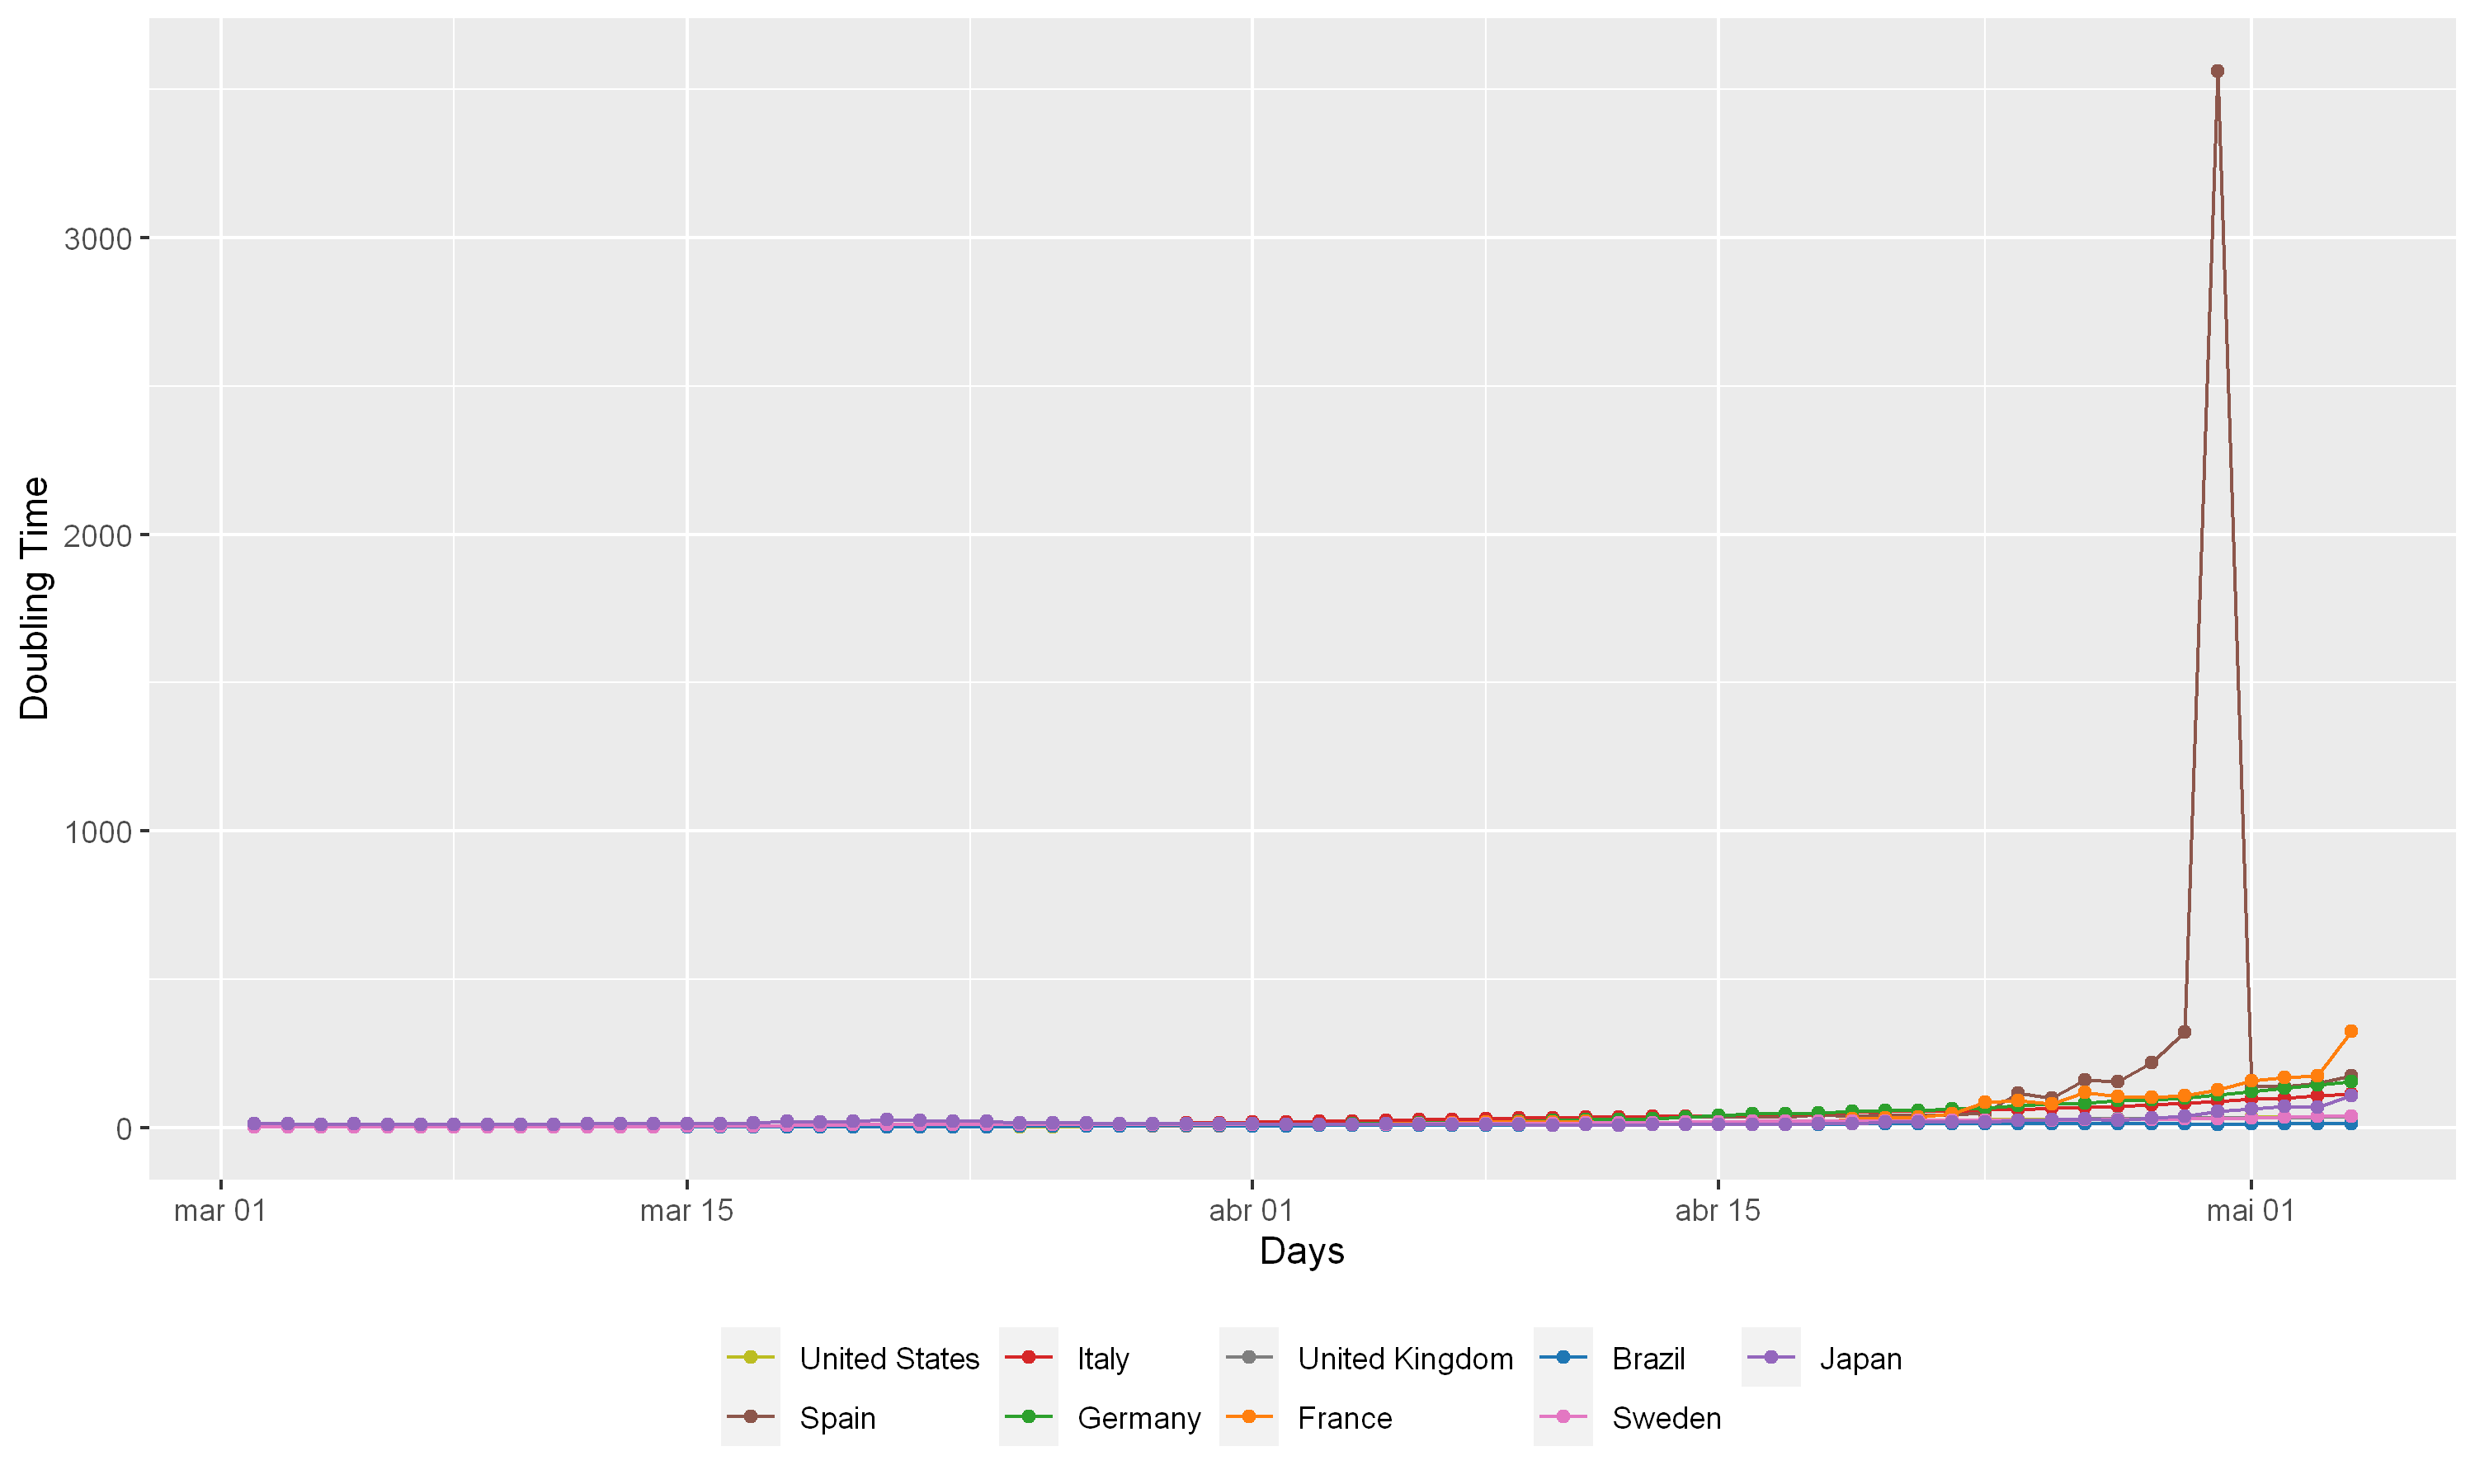 Doubling Time
3000
2000
1000
0
mar 01 mar 15 abr 01 abr 15 mai 01
Days
United States Italy United Kingdom Brazil Japan
Spain Germany France Sweden